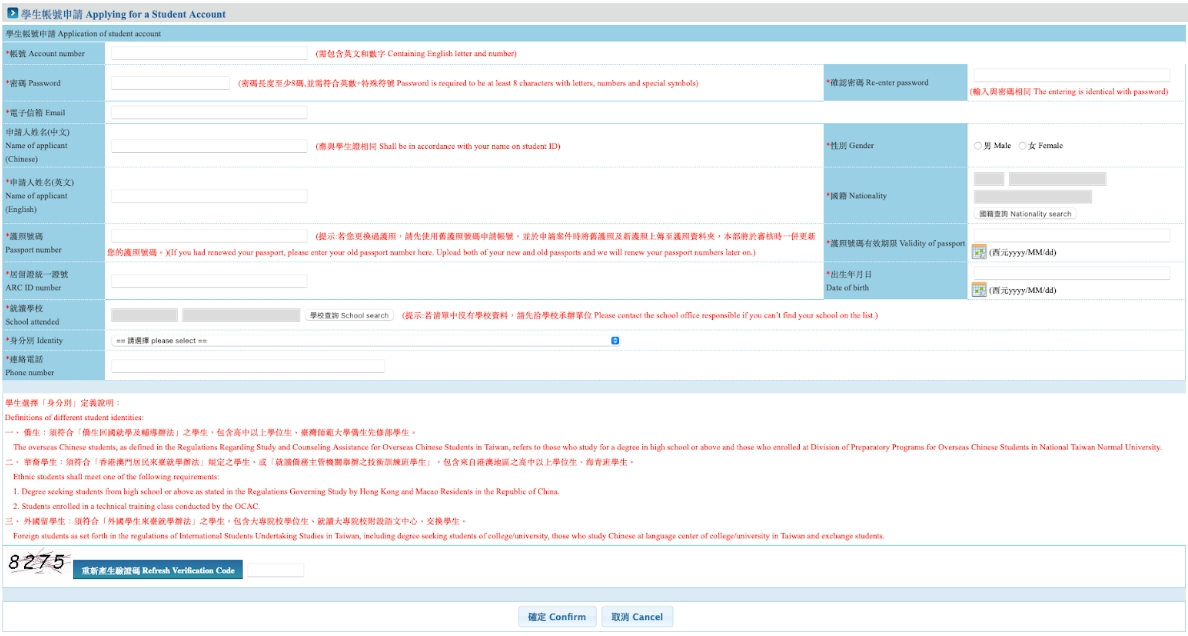 學生帳號申請 Applying for a Student Account
學生帳號申請 Application of student account
*帳號 Account number (需包含英文和數字 Containing English letter and number)
*密碼 Password (密碼長度至少8碼,並需符合英數+特殊符號 Password is required to be at least 8 characters with letters, numbers and special symbols) *確認密碼 Re-enter password
(輸入與密碼相同 The entering is identical with password)
*電子信箱 Email
申請人姓名(中文)
Name of applicant
(Chinese)
(應與學生證相同 Shall be in accordance with your name on student ID) *性別 Gender 男 Male 女 Female
*申請人姓名(英文)
Name of applicant
(English)
*國籍 Nationality
國籍查詢 Nationality search
*護照號碼
Passport number
(提示:若您更換過護照，請先使用舊護照號碼申請帳號，並於申請案件時將舊護照及新護照上傳至護照資料夾，本部將於審核時一併更新
您的護照號碼。)(If you had renewed your passport, please enter your old passport number here. Upload both of your new and old passports and we will renew your passport numbers later on.)
*護照號碼有效期限 Validity of passport
(西元yyyy/MM/dd)
*居留證統一證號
ARC ID number
*出生年月日
Date of birth
(西元yyyy/MM/dd)
*就讀學校
School attended
學校查詢 School search (提示:若清單中沒有學校資料，請先洽學校承辦單位 Please contact the school office responsible if you can't find your school on the list.)
*身分別 Identity == 請選擇 please select ==
*連絡電話
Phone number
學生選擇「身分別」定義說明：
Definitions of different student identities:
一、 僑生：須符合「僑生回國就學及輔導辦法」之學生，包含高中以上學位生、臺灣師範大學僑生先修部學生。
The overseas Chinese students, as defined in the Regulations Regarding Study and Counseling Assistance for Overseas Chinese Students in Taiwan, refers to those who study for a degree in high school or above and those who enrolled at Division of Preparatory Programs for Overseas Chinese Students in National Taiwan Normal University.
二、 華裔學生：須符合「香港澳門居民來臺就學辦法」規定之學生，或「就讀僑務主管機關舉辦之技術訓練班學生」，包含來自港澳地區之高中以上學位生、海青班學生。
Ethnic students shall meet one of the following requirements:
1. Degree seeking students from high school or above as stated in the Regulations Governing Study by Hong Kong and Macao Residents in the Republic of China.
2. Students enrolled in a technical training class conducted by the OCAC.
三、 外國留學生：須符合「外國學生來臺就學辦法」之學生，包含大專院校學位生、就讀大專院校附設語文中心、交換學生。
Foreign students as set forth in the regulations of International Students Undertaking Studies in Taiwan, including degree seeking students of college/university, those who study Chinese at langsage center of college/university in Taiwan and exchange students.
8275 重新產生驗證碼 Refresh Verification Code
確定 Confirm 取消 Cancel